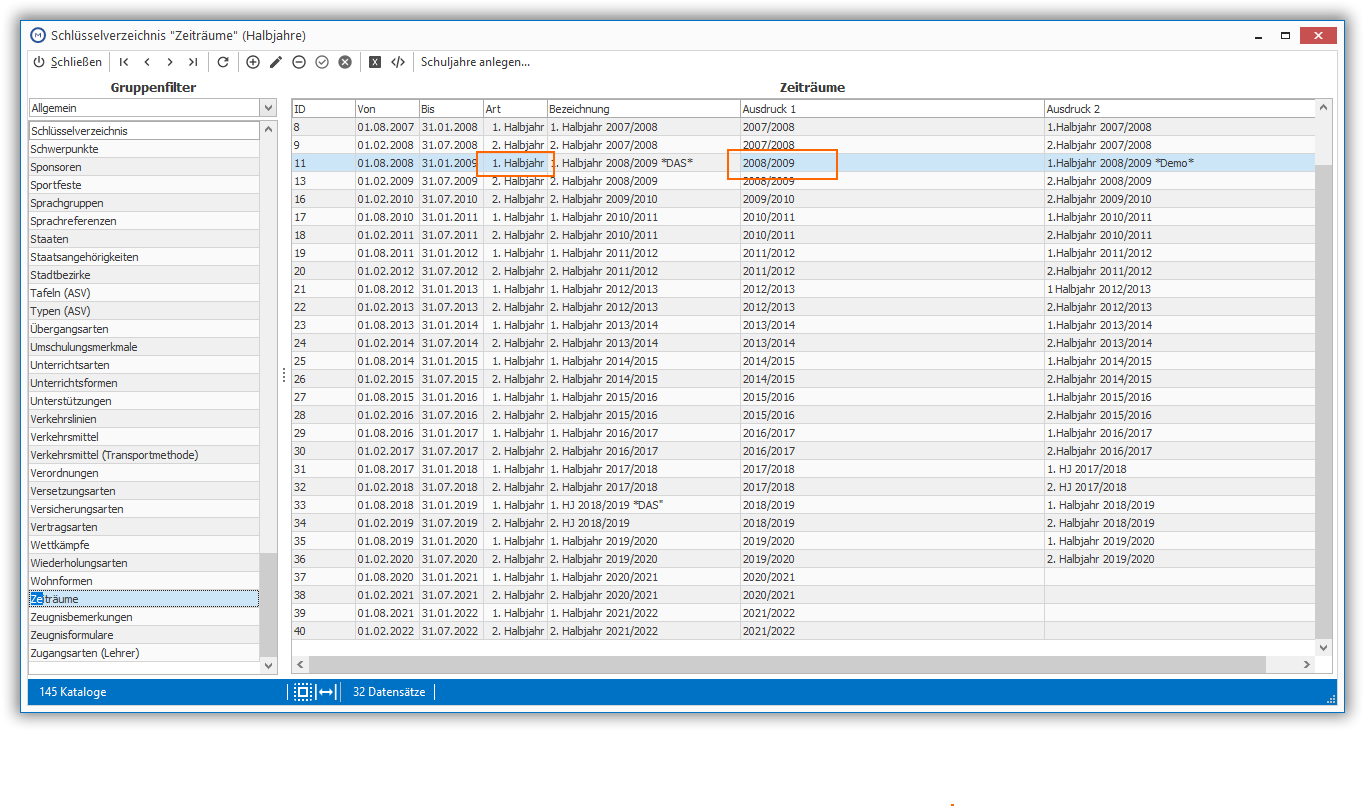 Schlüsselverzeichnis "Zeiträume" (Halbjahre)
Schließen Schuljahre anlegen...
Gruppenfilter
Allgemein
Schlüsselverzeichnis
Schwerpunkte
Sponsoren
Sportfeste
Sprachgruppen
Sprachreferenzen
Staaten
Staatsangehörigkeiten
Stadtbezirke
Tafeln (ASV)
Typen (ASV)
Übergangsarten
Umschulungsmerkmale
Unterrichtsarten
Unterrichtsformen
Unterstützungen
Verkehrslinien
Verkehrsmittel
Verkehrsmittel (Transportmethode)
Verordnungen
Versetzungsarten
Versicherungsarten
Vertragsarten
Wettkämpfe
Wiederholungsarten
Wohnformen
Zeiträume
Zeugnisbemerkungen
Zeugnisformulare
Zugangsarten (Lehrer)
Zeiträume
ID Von Bis Art Bezeichnung Ausdruck 1 Ausdruck 2
8 01.08.2007 31.01.2008 1. Halbjahr 1. Halbjahr 2007/2008 2007/2008 1.Halbjahr 2007/2008
9 01.02.2008 31.07.2008 2. Halbjahr 2. Halbjahr 2007/2008 2007/2008 2.Halbjahr 2007/2008
11 01.08.2008 31.01.2009 1. Halbjahr 1. Halbjahr 2008/2009 *DAS* 2008/2009 1.Halbjahr 2008/2009 *Demo*
13 01.02.2009 31.07.2009 2. Halbjahr 2. Halbjahr 2008/2009 2008/2009 2.Halbjahr 2008/2009
16 01.02.2010 31.07.2010 2. Halbjahr 2. Halbjahr 2009/2010 2009/2010 2.Halbjahr 2009/2010
17 01.08.2010 31.01.2011 1. Halbjahr 1. Halbjahr 2010/2011 2010/2011 1.Halbjahr 2010/2011
18 01.02.2011 31.07.2011 2. Halbjahr 2. Halbjahr 2010/2011 2010/2011 2.Halbjahr 2010/2011
19 01.08.2011 31.01.2012 1. Halbjahr 1. Halbjahr 2011/2012 2011/2012 1.Halbjahr 2011/2012
20 01.02.2012 31.07.2012 2. Halbjahr 2. Halbjahr 2011/2012 2011/2012 2.Halbjahr 2011/2012
21 01.08.2012 31.01.2013 1. Halbjahr 1. Halbjahr 2012/2013 2012/2013 1Halbjahr 2012/2013
22 01.02.2013 31.07.2013 2. Halbjahr 2. Halbjahr 2012/2013 2012/2013 2.Halbjahr 2012/2013
23 01.08.2013 31.01.2014 1. Halbjahr 1. Halbjahr 2013/2014 2013/2014 1.Halbjahr 2013/2014
24 01.02.2014 31.07.2014 2. Halbjahr 2. Halbjahr 2013/2014 2013/2014 2.Halbjahr 2013/2014
25 01.08.2014 31.01.2015 1. Halbjahr 1. Halbjahr 2014/2015 2014/2015 1.Halbjahr 2014/2015
26 01.02.2015 31.07.2015 2. Halbjahr 2. Halbjahr 2014/2015 2014/2015 2.Halbjahr 2014/2015
27 01.08.2015 31.01.2016 1. Halbjahr 1. Halbjahr 2015/2016 2015/2016 1.Halbjahr 2015/2016
28 01.02.2016 31.07.2016 2. Halbjahr 2. Halbjahr 2015/2016 2015/2016 2.Halbjahr 2015/2016
29 01.08.2016 31.01.2017 1. Halbjahr 1. Halbjahr 2016/2017 2016/2017 1.Halbjahr 2016/2017
30 01.02.2017 31.07.2017 2. Halbjahr 2. Halbjahr 2016/2017 2016/2017 2.Halbjahr 2016/2017
31 01.08.2017 31.01.2018 1. Halbjahr 1. Halbjahr 2017/2018 2017/2018 1. HJ 2017/2018
32 01.02.2018 31.07.2018 2. Halbjahr 2. Halbjahr 2017/2018 2017/2018 2. HJ 2017/2018
33 01.08.2018 31.01.2019 1. Halbjahr 1. HJ 2018/2019 *DAS" 2018/2019 1. Halbjahr 2018/2019
34 01.02.2019 31.07.2019 2. Halbjahr 2. HJ 2018/2019 2018/2019 2. Halbjahr 2018/2019
35 01.08.2019 31.01.2020 1. Halbjahr 1. Halbjahr 2019/2020 2019/2020 1. Halbjahr 2019/2020
36 01.02.2020 31.07.2020 2. Halbjahr 2. Halbjahr 2019/2020 2019/2020 2. Halbjahr 2019/2020
37 01.08.2020 31.01.2021 1. Halbjahr 1. Halbjahr 2020/2021 2020/2021
38 01.02.2021 31.07.2021 2. Halbjahr 2. Halbjahr 2020/2021 2020/2021
39 01.08.2021 31.01.2022 1. Halbjahr 1. Halbjahr 2021/2022 2021/2022
40 01.02.2022 31.07.2022 2. Halbjahr 2. Halbjahr 2021/2022 2021/2022
145 Kataloge 32 Datensätze